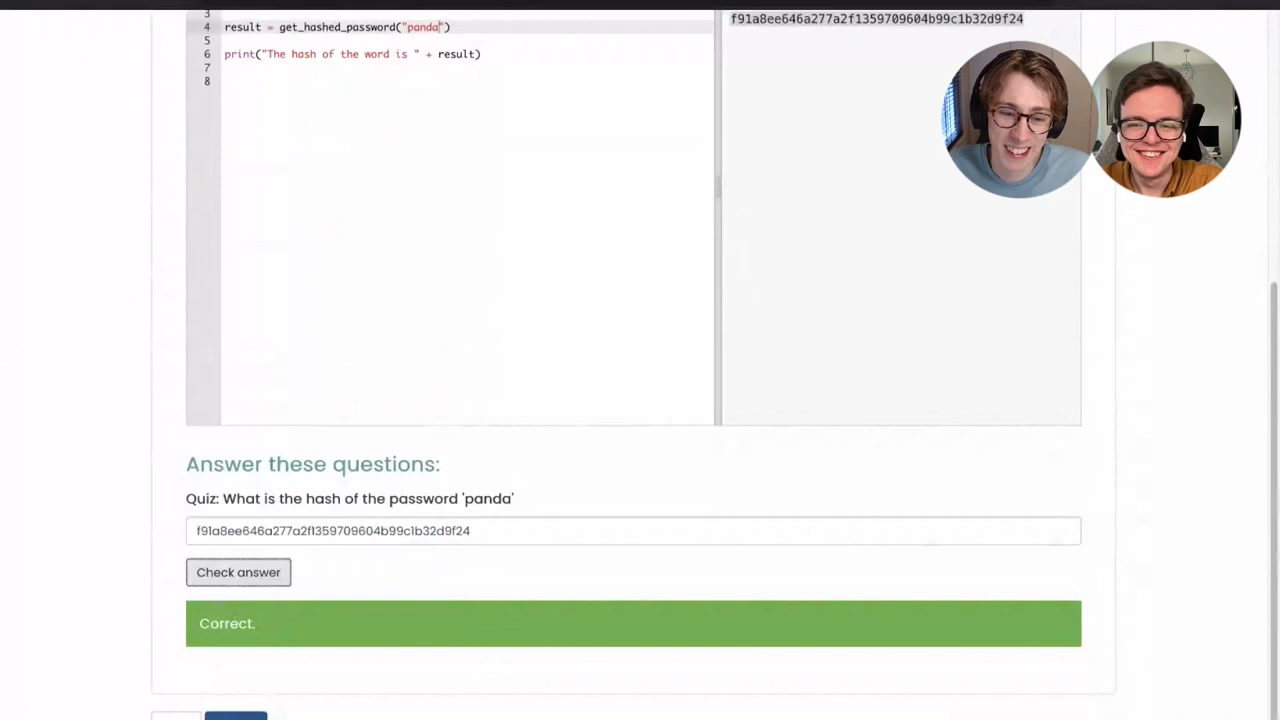 3
4 result = get_hashed_password("panda")
5
6 print("The hash of the word is " + result)
7
8
f91a8ee646a277a2f1359709604b99c1b32d9f24
Answer these questions:
Quiz: What is the hash of the password 'panda'
f91a8ee646a277a2f1359709604b99c1b32d9f24
Check answer
Correct.